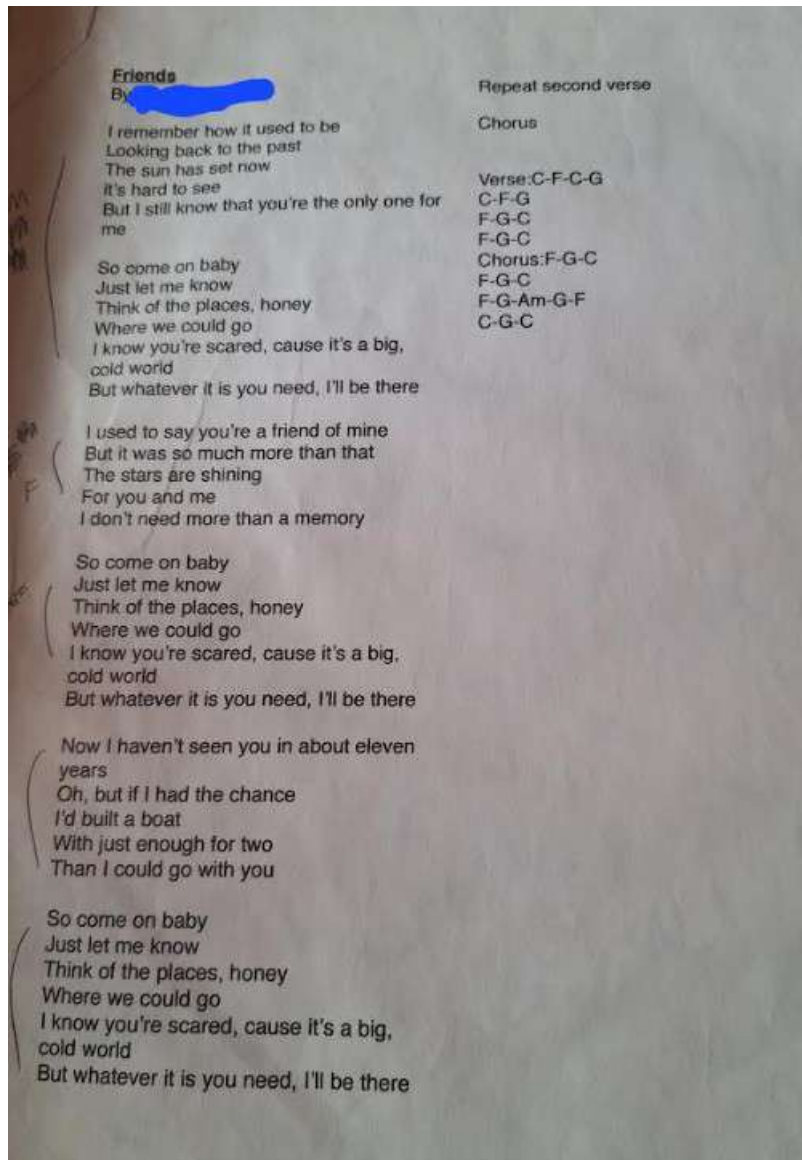 Friends
By
I remember how it used to be
Looking back to the past
The sun has set now
it's hard to see
But I still know that you're the only one for
me
So come on baby
Just let me know
Think of the places, honey
Where we could go
I know you're scared, cause it's a big,
cold world
But whatever it is you need, I'll be there
I used to say you're a friend of mine
But it was so much more than that
The stars are shining
For you and me
I don't need more than a memory
So come on baby
Just let me know
Think of the places, honey
Where we could go
I know you're scared, cause it's a big,
cold world
But whatever it is you need, I'll be there
Now I haven't seen you in about eleven
years
Oh, but if I had the chance
I'd built a boat
With just enough for two
Than I could go with you
So come on baby
Just let me know
Think of the places, honey
Where we could go
I know you're scared, cause it's a big,
cold world
But whatever it is you need, I'll be there
Repeat second verse
Chorus
Verse:C-F-C-G
C-F-G
F-G-C
F-G-C
Chorus:F-G-C
F-G-C
F-G-Am-G-F
C-G-C